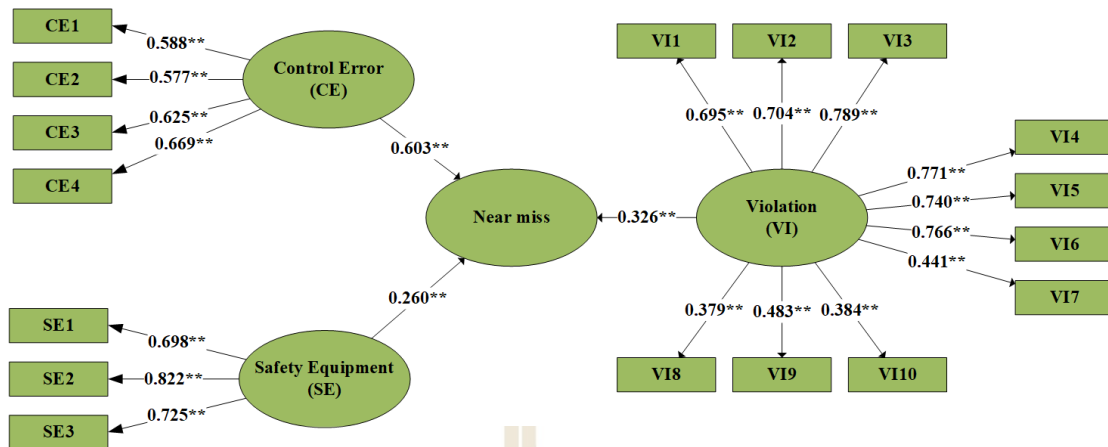 CE1
0.588**
CE2
0.577**
CE3
0.625**
CE4
0.669**
Control Error
(CE)
0.603**
Near miss
0.326**
Violation
(VI)
VI1
VI2
VI3
0.695**
0.704**
0.789**
VI4
0.771**
VI5
0.740**
VI6
0.766**
VI7
0.441**
0.379**
0.483**
0.384**
VI8
VI9
VI10
0.260**
SE1
0.698**
SE2
0.822**
SE3
0.725**
Safety Equipment
(SE)